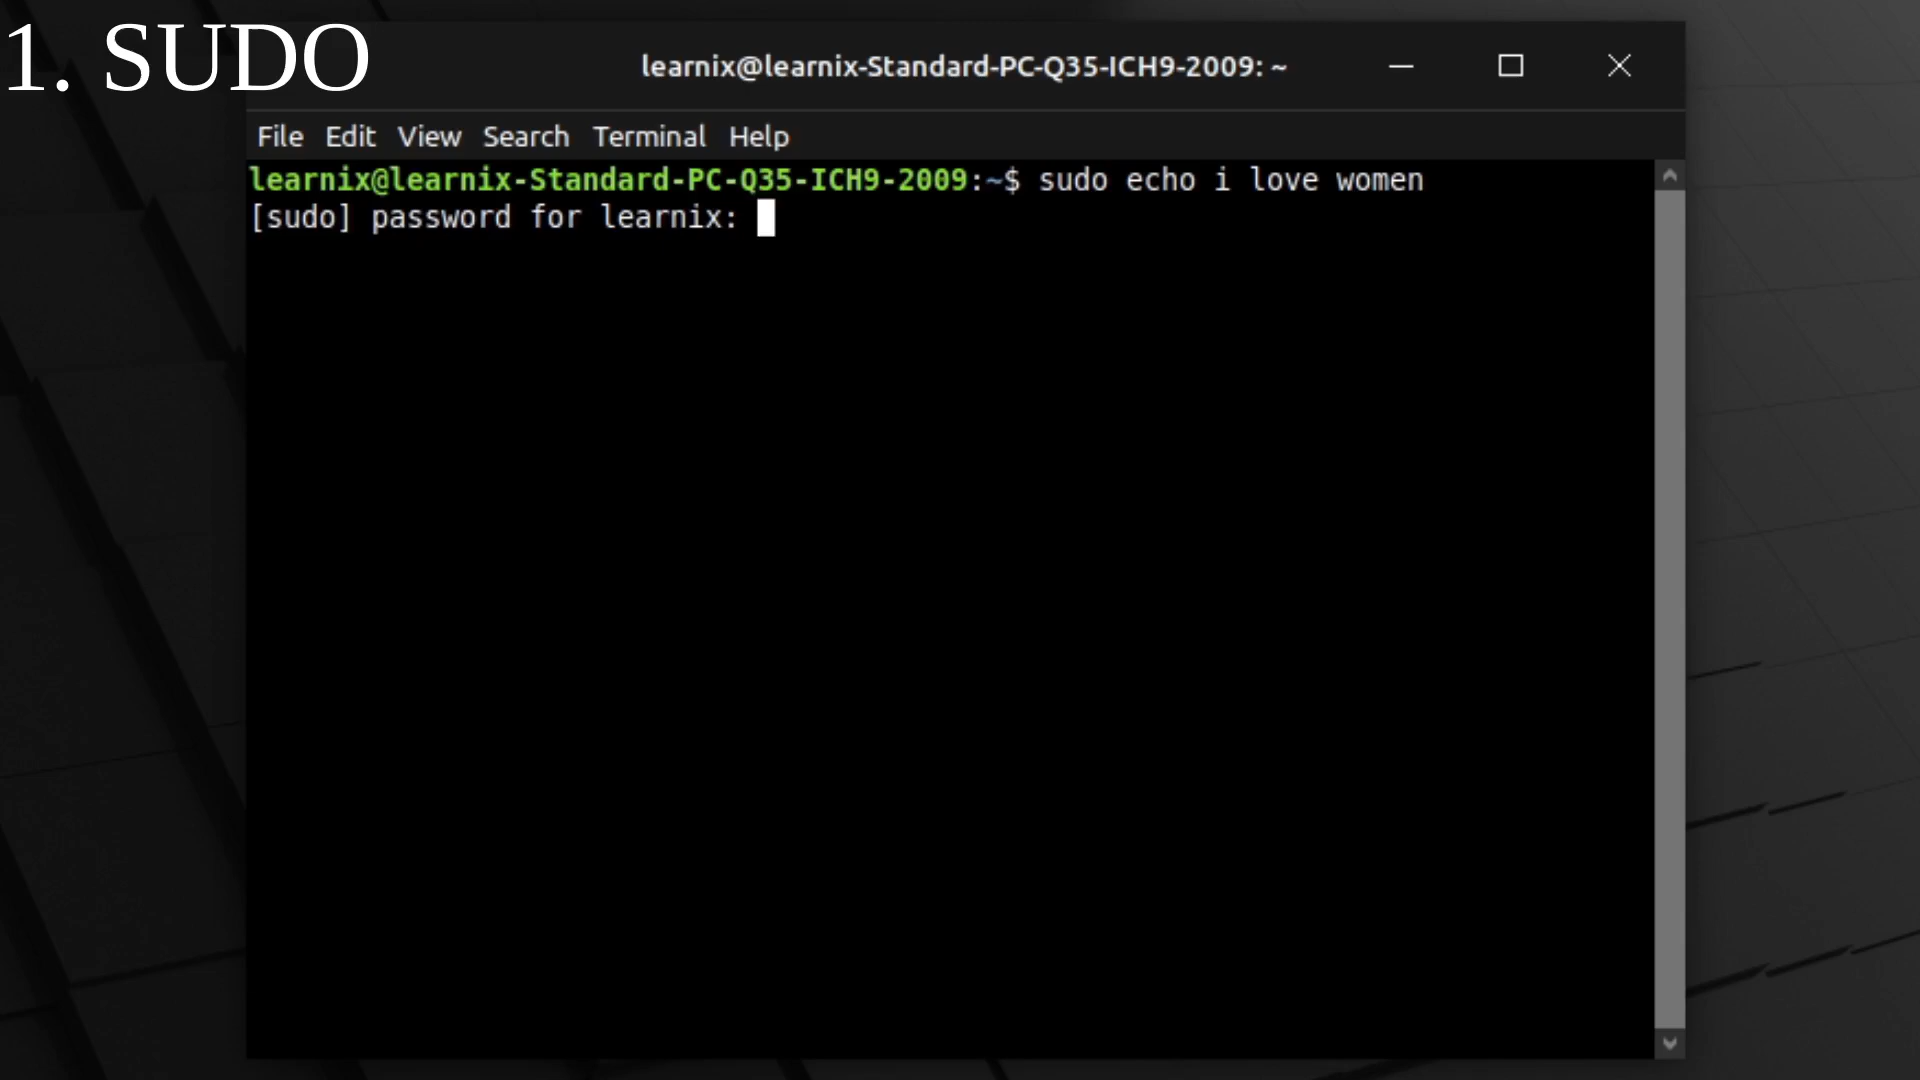 1. SUDO
learnix@learnix-Standard-PC-Q35-ICH9-2009: ~
File Edit View Search Terminal Help
learnix@learnix-Standard-PC-Q35-ICH9-2009:~$ sudo echo i love women
[sudo] password for learnix: